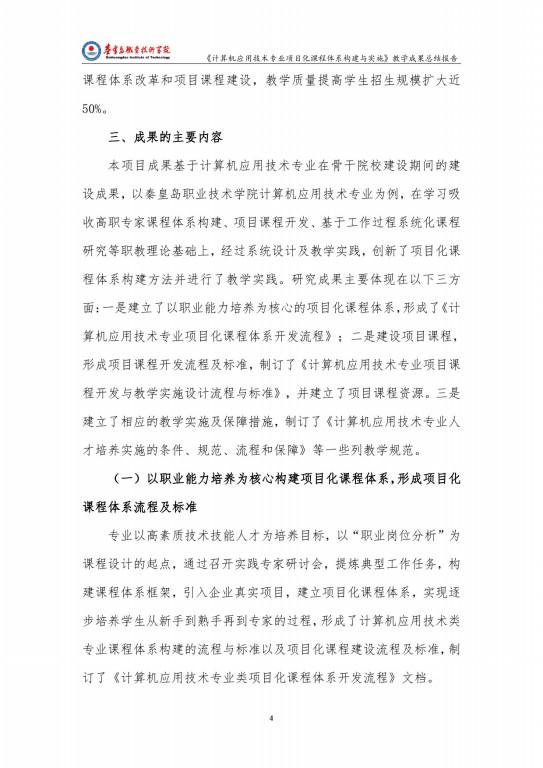 秦皇岛职业技术学院
《计算机应用技术专业项目化课程体系构建与实施》教学成果总结报告
课程体系改革和项目课程建设，教学质量提高学生招生规模扩大近
50%。
三、成果的主要内容
本项目成果基于计算机应用技术专业在骨干院校建设期间的建
设成果，以秦皇岛职业技术学院计算机应用技术专业为例，在学习吸
收高职专家课程体系构建、项目课程开发、基于工作过程系统化课程
研究等职教理论基础上，经过系统设计及教学实践，创新了项目化课
程体系构建方法并进行了教学实践。研究成果主要体现在以下三方
面：一是建立了以职业能力培养为核心的项目化课程体系，形成了《计
算机应用技术专业项目化课程体系开发流程》；二是建设项目课程，
形成项目课程开发流程及标准，制订了《计算机应用技术专业项目课
程开发与教学实施设计流程与标准》，并建立了项目课程资源。三是
建立了相应的教学实施及保障措施，制订了《计算机应用技术专业人
才培养实施的条件、规范、流程和保障》等一些列教学规范。
（一）以职业能力培养为核心构建项目化课程体系，形成项目化
课程体系流程及标准
专业以高素质技术技能人才为培养目标，以“职业岗位分析”为
课程设计的起点，通过召开实践专家研讨会，提炼典型工作任务，构
建课程体系框架，引入企业真实项目，建立项目化课程体系，实现逐
步培养学生从新手到熟手再到专家的过程，形成了计算机应用技术类
专业课程体系构建的流程与标准以及项目化课程建设流程及标准，制
订了《计算机应用技术专业类项目化课程体系开发流程》文档。
4